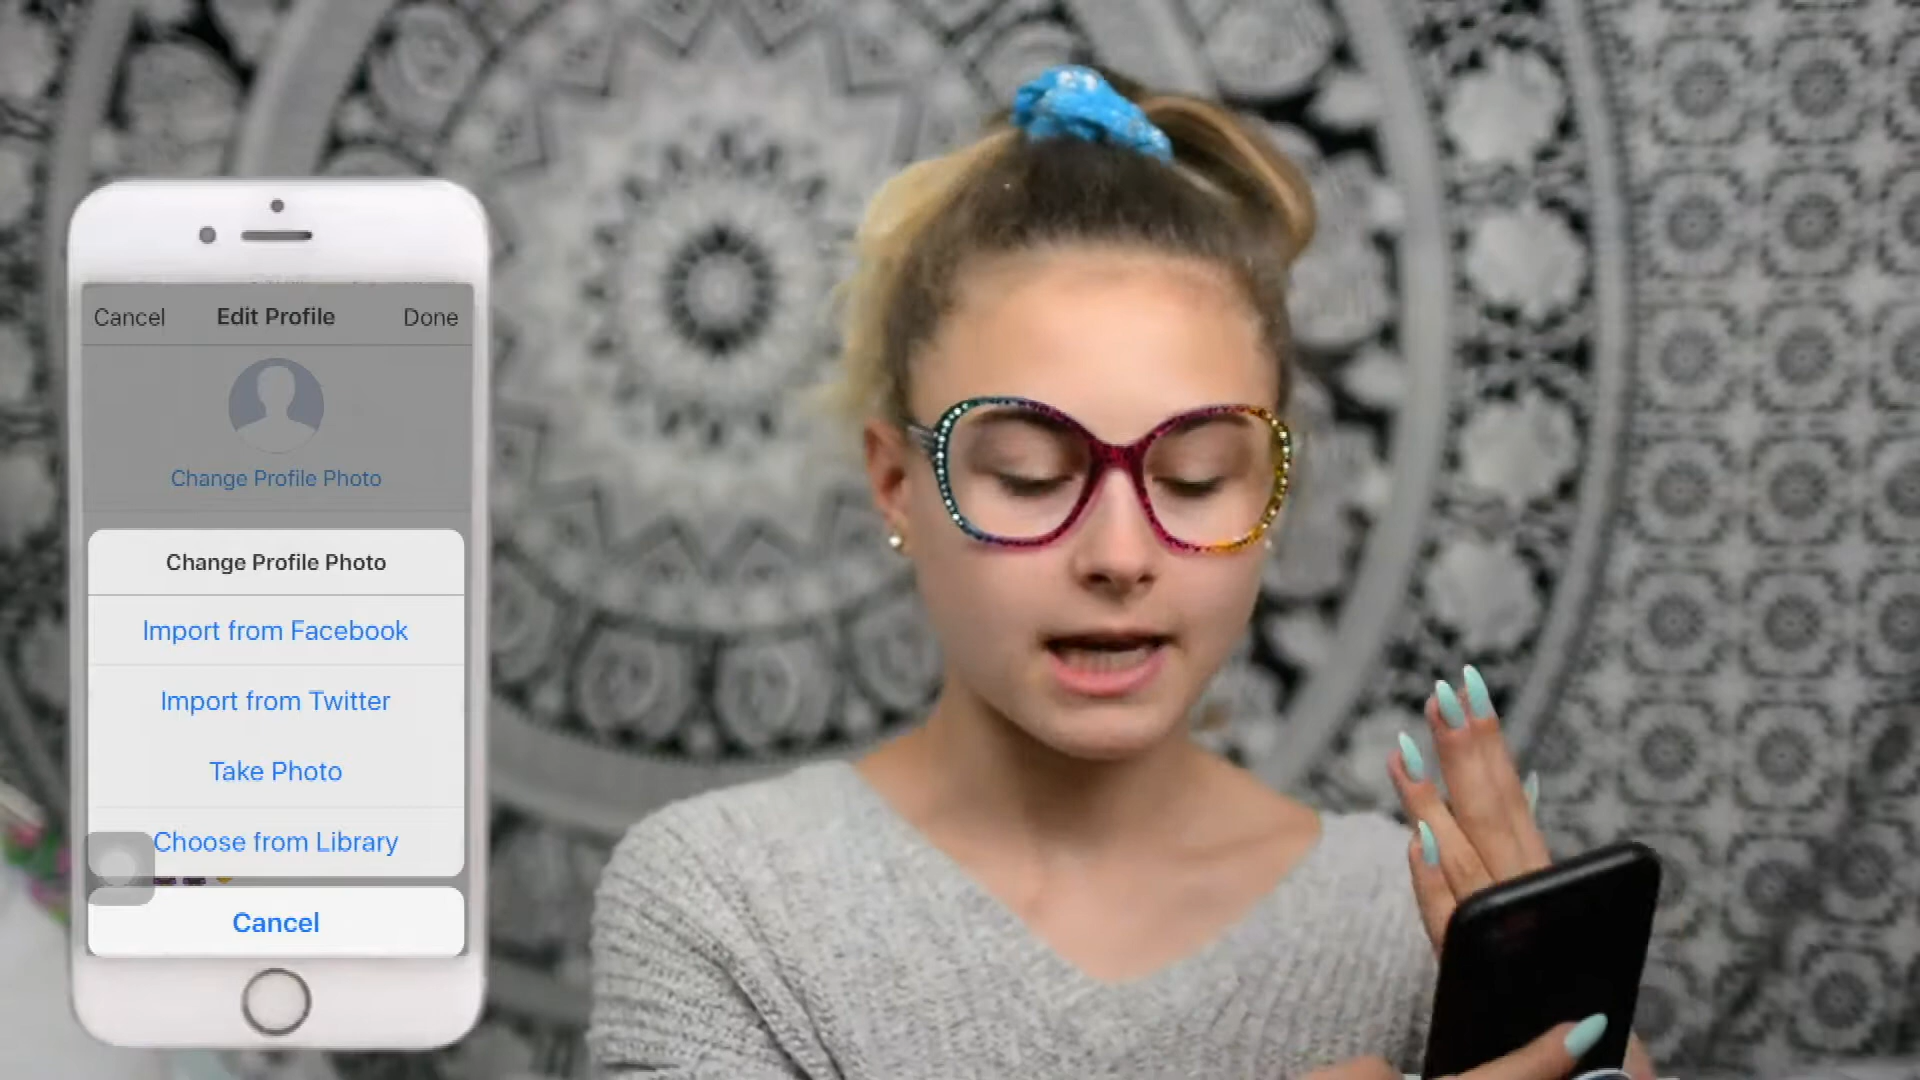 Cancel Edit Profile Done
Change Profile Photo
Change Profile Photo
Import from Facebook
Import from Twitter
Take Photo
Choose from Library
Cancel